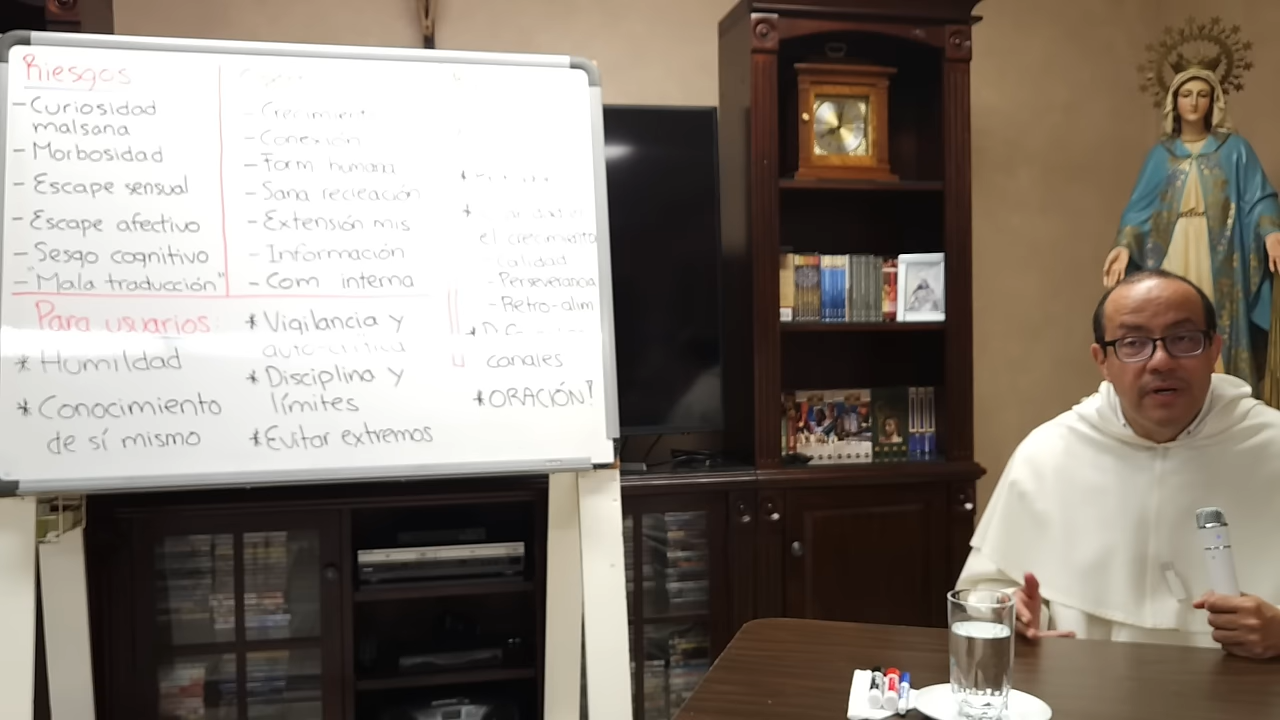 Riesgos
- Curiosidad
malsana
- Morbosidad
- Escape sensual
- Escape afectivo
- Sesgo cognitivo
- "Mala traducción"
- Conexión
- Form humana
- Sana recreación
- Extensión mis
- Información
- Com interna
el crecimiento
calidad
- Perseverancia
- Retro-alim
canales
* ORACIÓN!
Para usuarios
* Humildad
* Conocimiento
de sí mismo
* Vigilancia y
auto-crítica
* Disciplina y
límites
* Evitar extremos